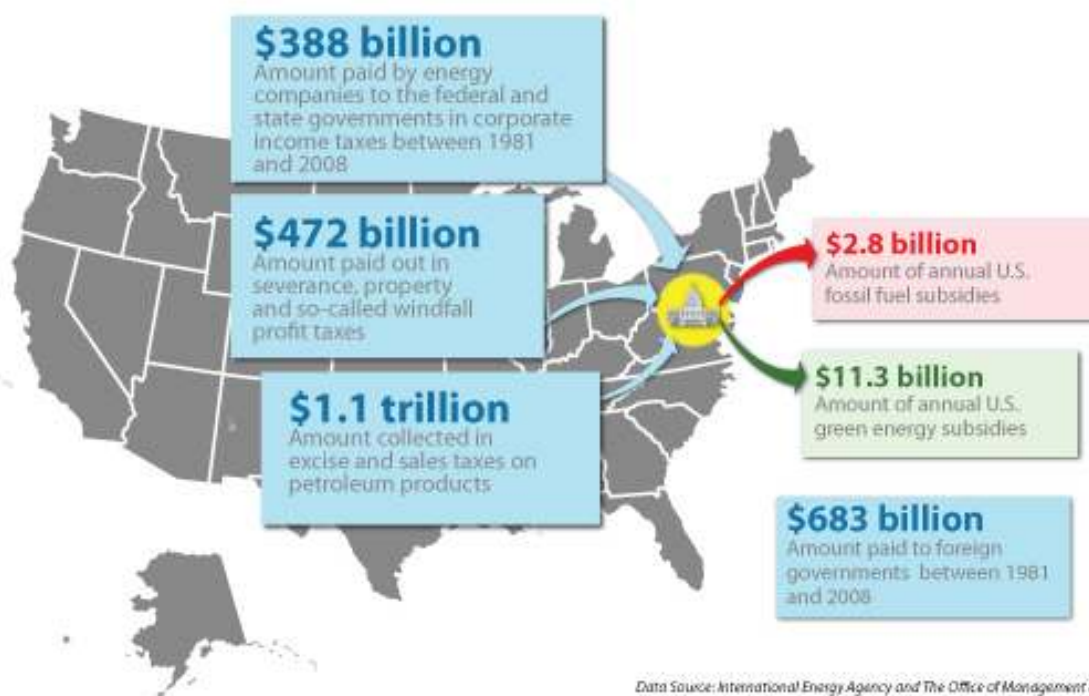 $388 billion
Amount paid by energy
companies to the federal and
state governments in corporate
income taxes between 1981
and 2008
$472 billion
Amount paid out in
severance, property
and so-called windfall
profit taxes
$1.1 trillion
Amount collected in
excise and sales taxes on
petroleum products
$2.8 billion
Amount of annual U.S.
fossil fuel subsidies
$11.3 billion
Amount of annual U.S.
green energy subsidies
$683 billion
Amount paid to foreign
governments between 1981
and 2008
Data Source: International Energy Agency and The Office of Management